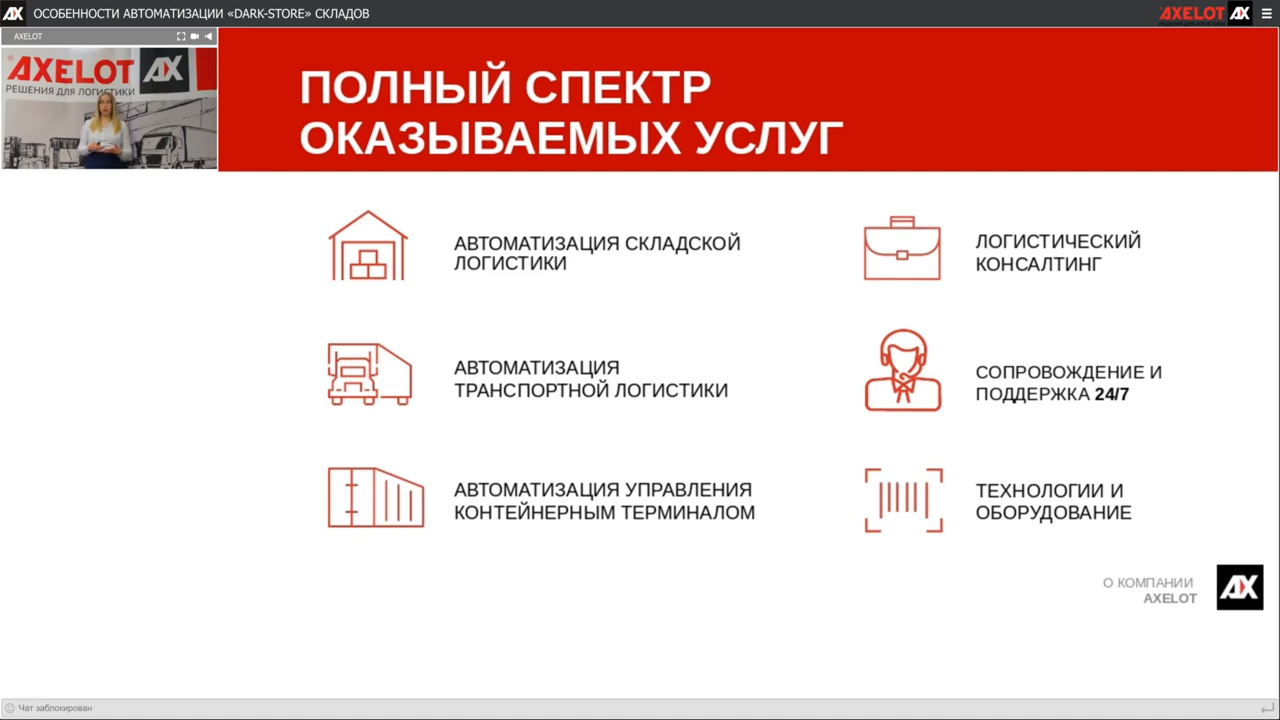 ОСОБЕННОСТИ АВТОМАТИЗАЦИИ «DARK-STORE» СКЛАДОВ
AXELOT
AXELOT
AXELOT
РЕШЕНИЯ ДЛЯ ЛОГИСТИКИ
ПОЛНЫЙ СПЕКТР
ОКАЗЫВАЕМЫХ УСЛУГ
АВТОМАТИЗАЦИЯ СКЛАДСКОЙ
ЛОГИСТИКИ
ЛОГИСТИЧЕСКИЙ
КОНСАЛТИНГ
АВТОМАТИЗАЦИЯ
ТРАНСПОРТНОЙ ЛОГИСТИКИ
СОПРОВОЖДЕНИЕ И
ПОДДЕРЖКА 24/7
АВТОМАТИЗАЦИЯ УПРАВЛЕНИЯ
КОНТЕЙНЕРНЫМ ТЕРМИНАЛОМ
ТЕХНОЛОГИИ И
ОБОРУДОВАНИЕ
О КОМПАНИИ
AXELOT
AX
Чат заблокирован